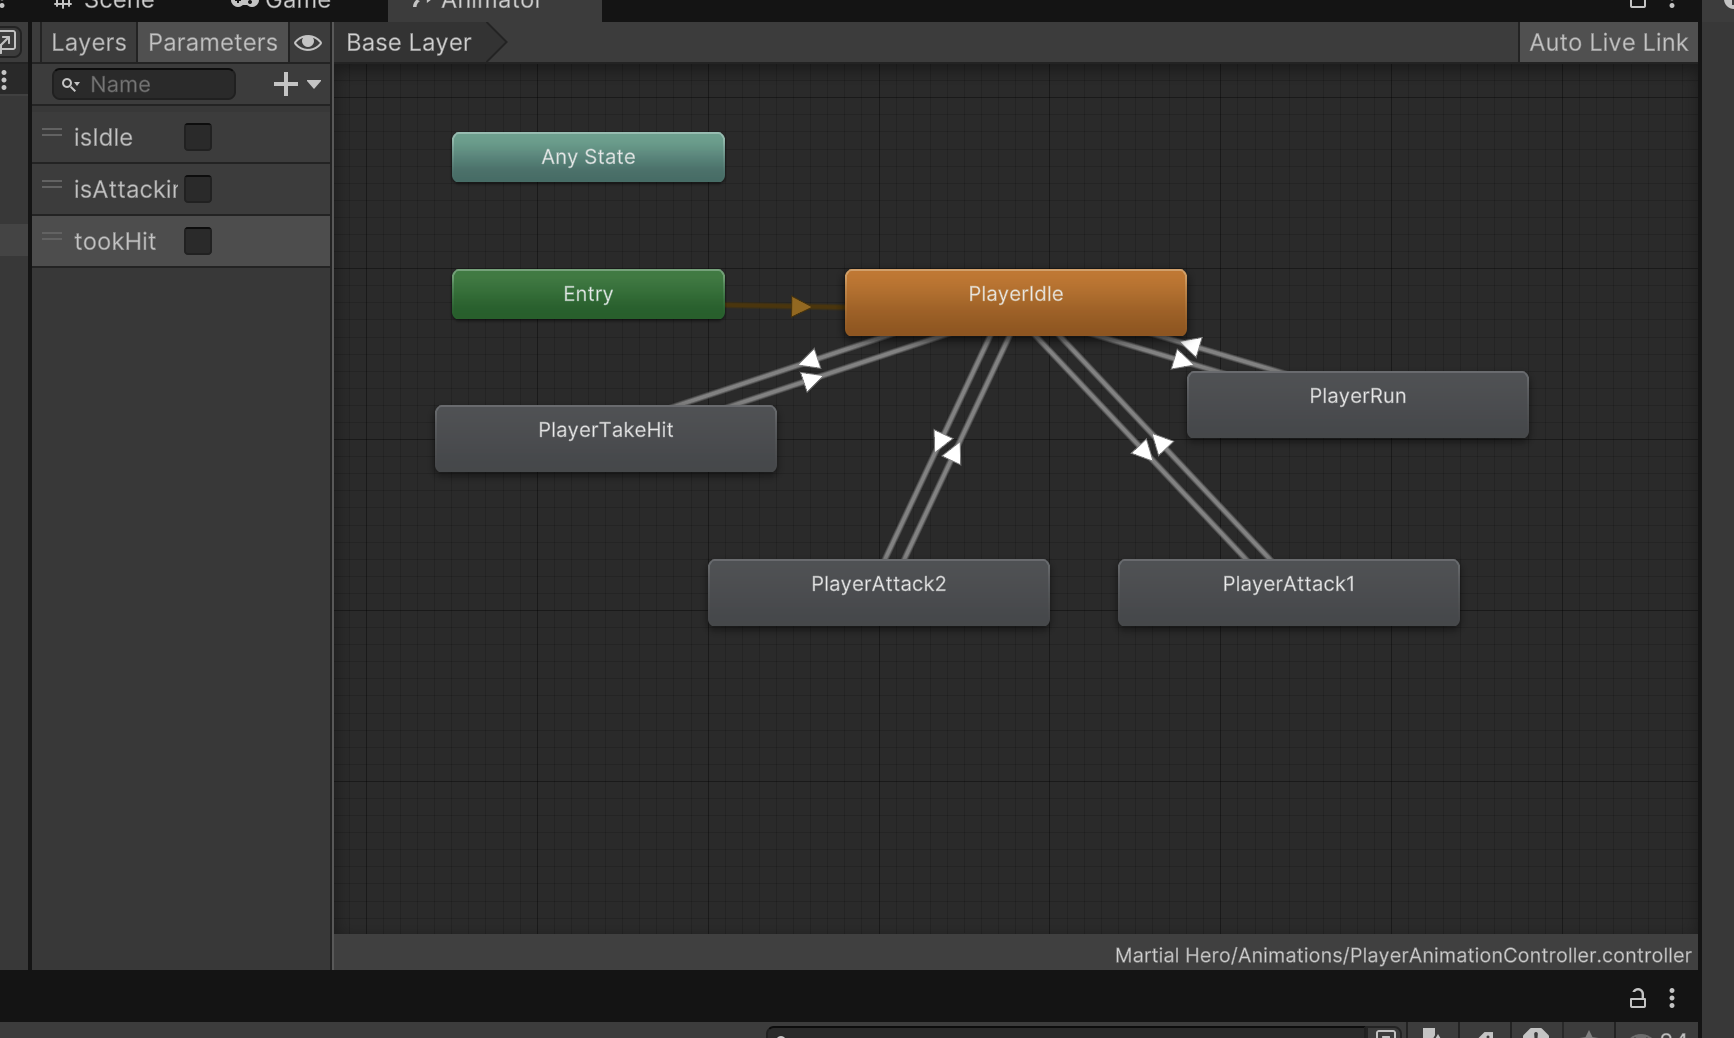 Scene Game Animator
Layers Parameters Base Layer Auto Live Link
Name
isIdle
isAttackin
tookHit
Any State
Entry
PlayerIdle
PlayerRun
PlayerTakeHit
PlayerAttack2
PlayerAttack1
Martial Hero/Animations/PlayerAnimationController.controller